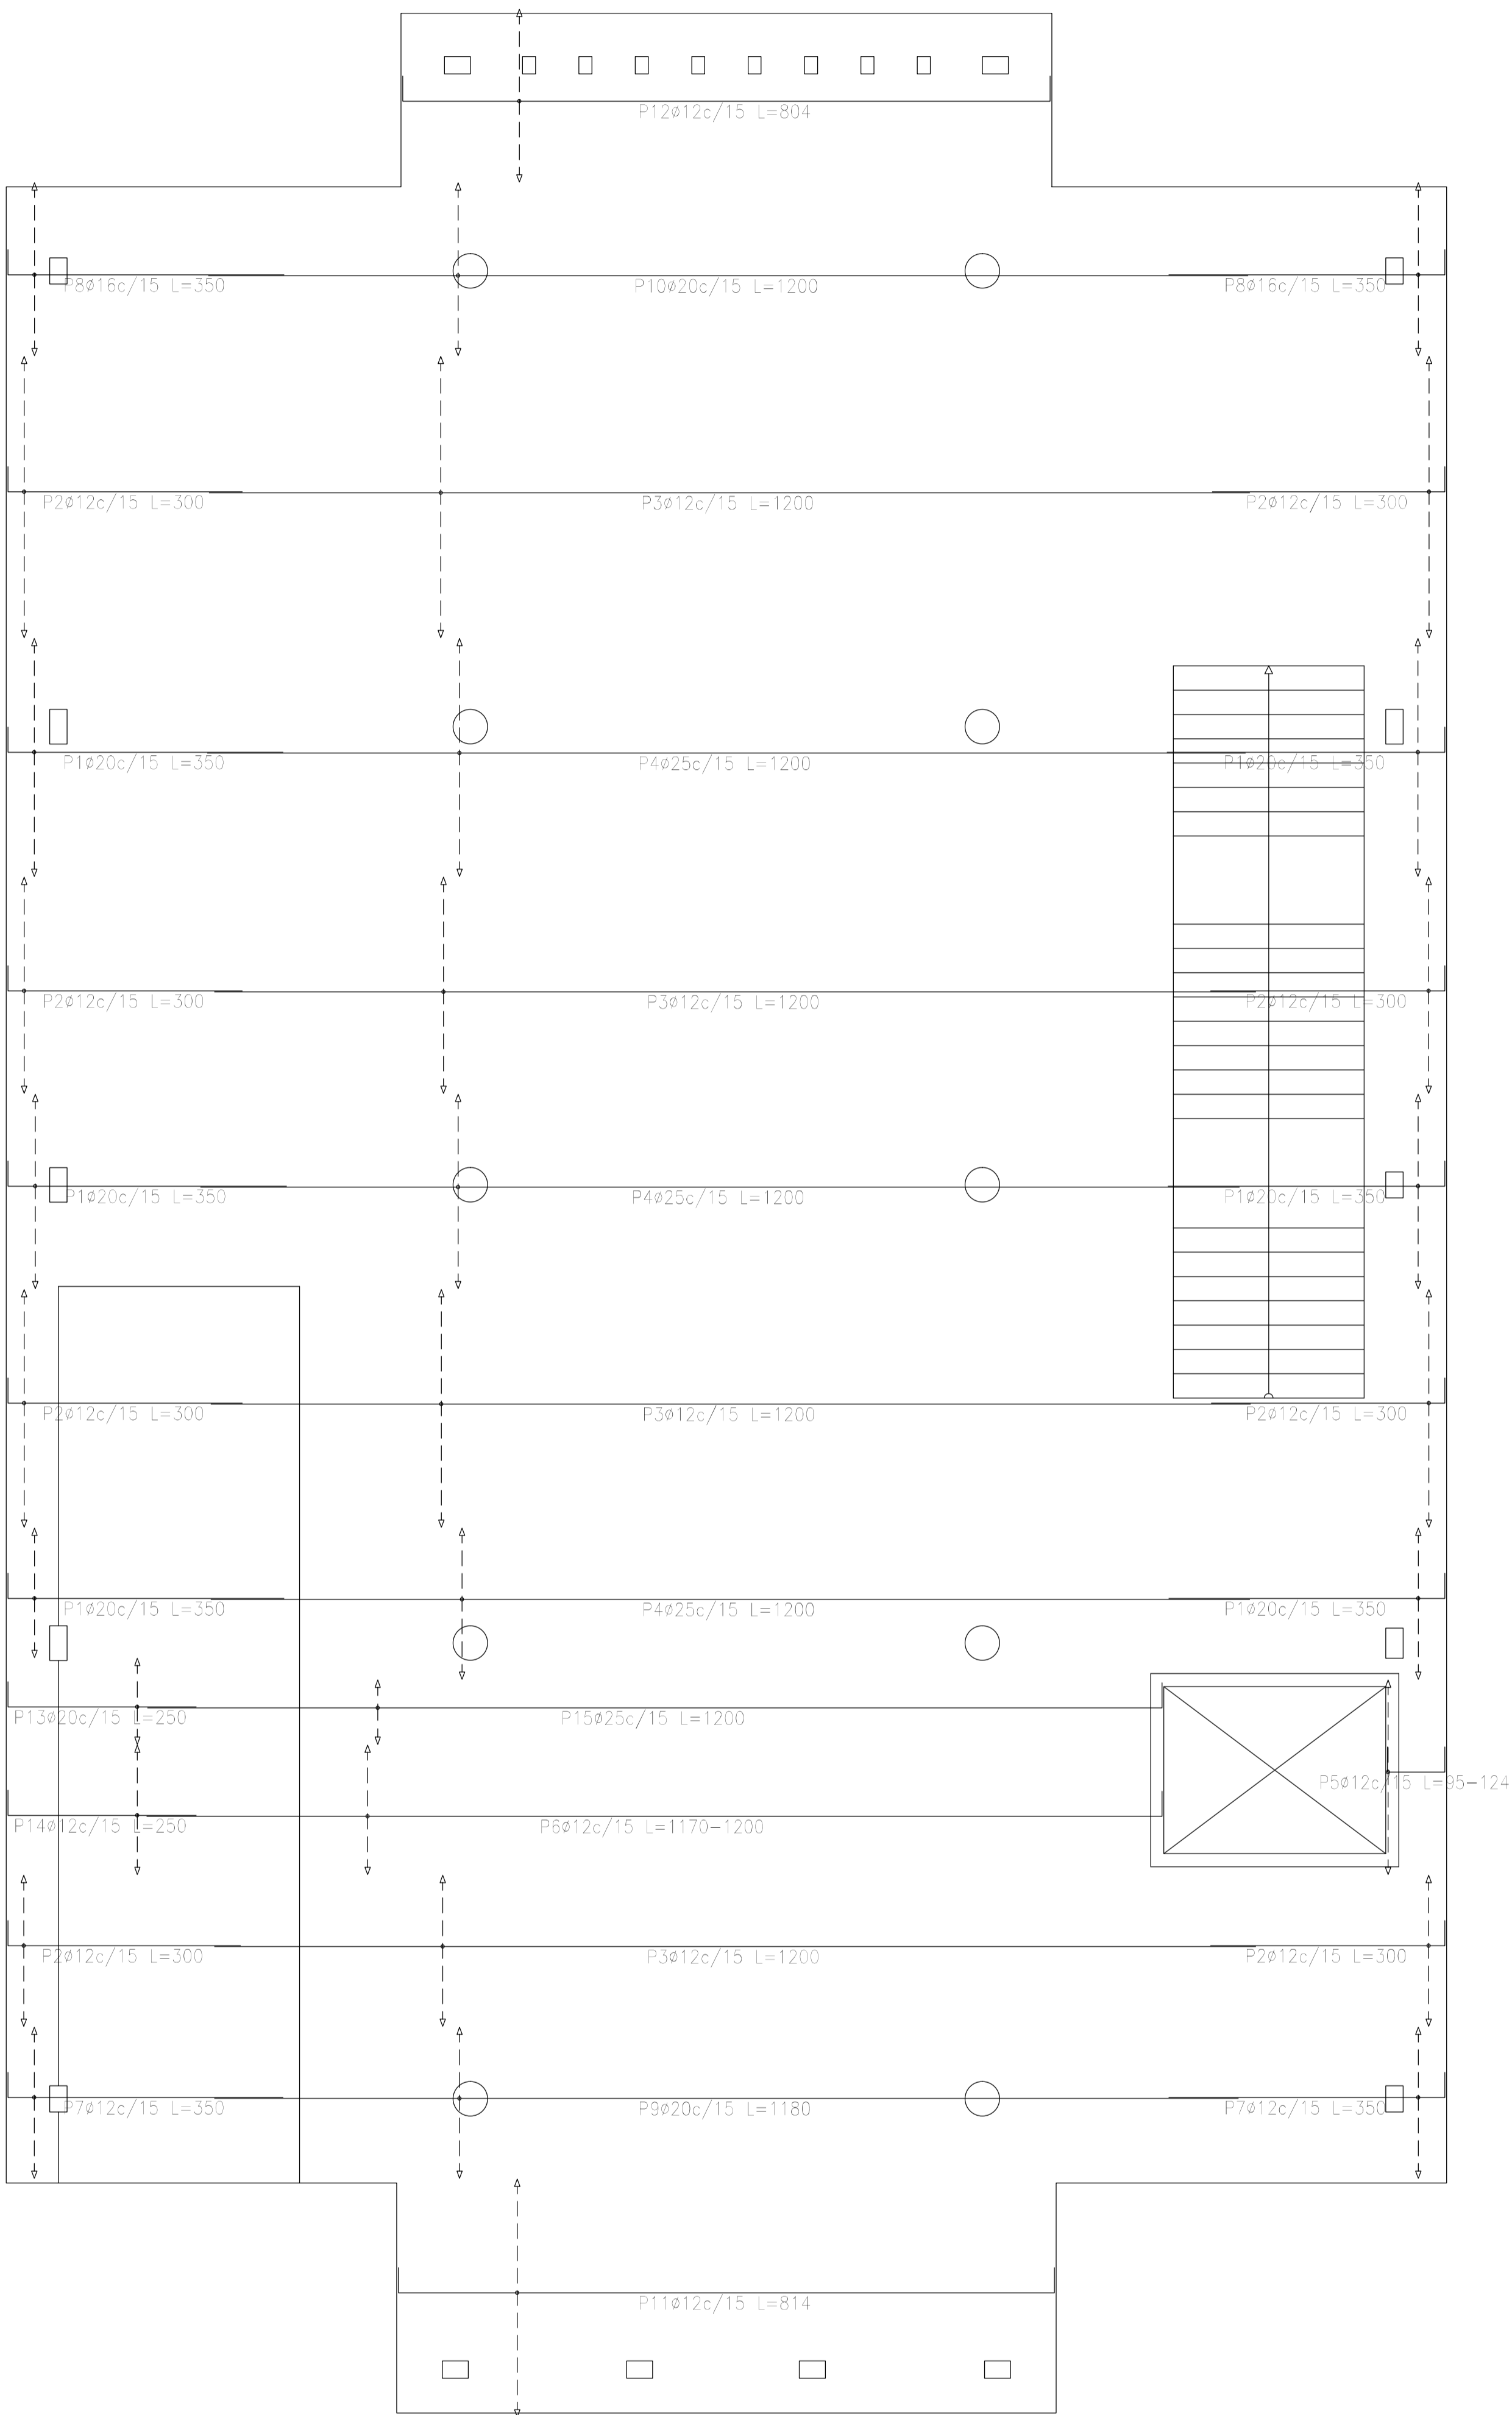 P12ø12c/15 L=804
P8ø16c/15 L=350
P10ø20c/15 L=1200
P8ø16c/15 L=350
P2ø12c/15 L=300
P3ø12c/15 L=1200
P2ø12c/15 L=300
P1ø20c/15 L=350
P4ø25c/15 L=1200
P1ø20c/15 L=350
P2ø12c/15 L=300
P3ø12c/15 L=1200
P2ø12c/15 L=300
P1ø20c/15 L=350
P4ø25c/15 L=1200
P1ø20c/15 L=350
P2ø12c/15 L=300
P3ø12c/15 L=1200
P2ø12c/15 L=300
P1ø20c/15 L=350
P4ø25c/15 L=1200
P1ø20c/15 L=350
P13ø20c/15 L=250
P15ø25c/15 L=1200
P5ø12c/15 L=95-124
P14ø12c/15 L=250
P6ø12c/15 L=1170-1200
P2ø12c/15 L=300
P3ø12c/15 L=1200
P2ø12c/15 L=300
P7ø12c/15 L=350
P9ø20c/15 L=1180
P7ø12c/15 L=350
P11ø12c/15 L=814